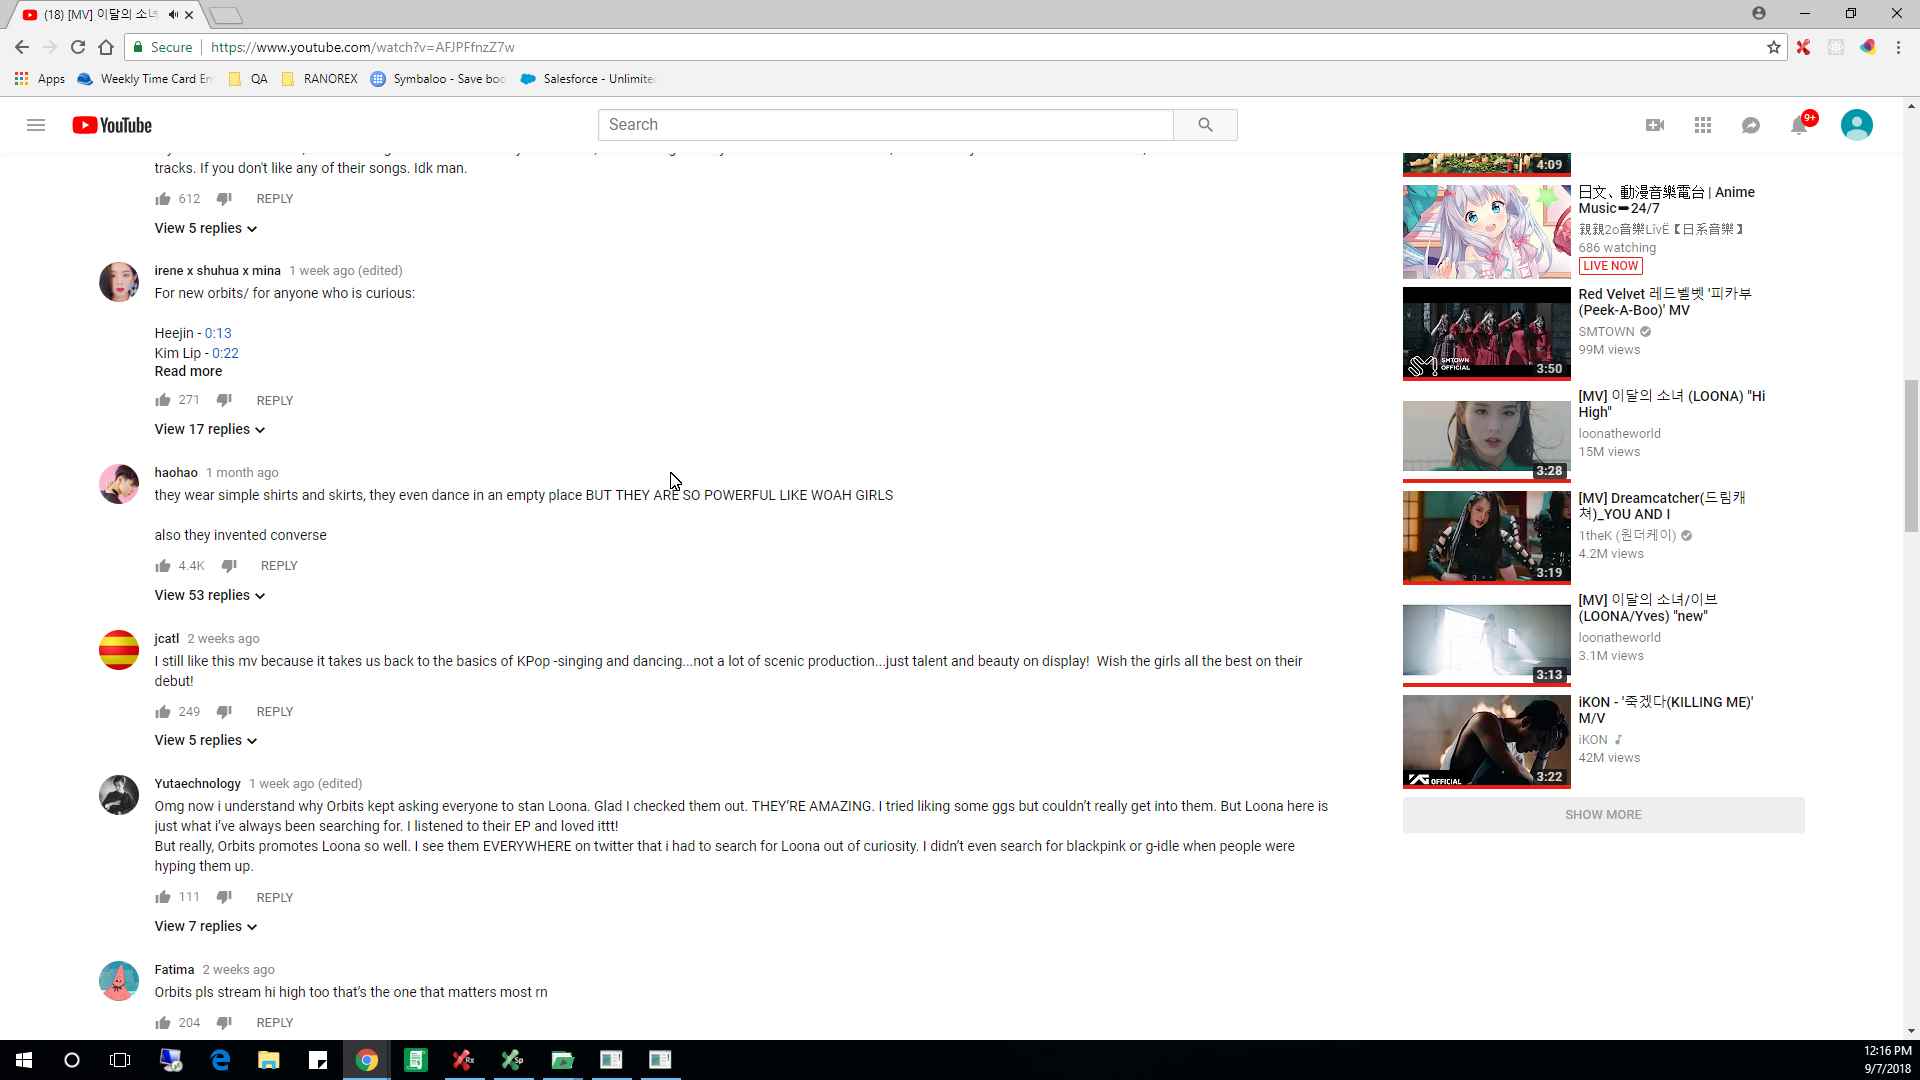 (18) [MV] 이달의 소녀
Secure
https://www.youtube.com/watch?v=AFJPFfnzZ7w
Apps
Weekly Time Card En
QA
RANOREX
Symbaloo - Save boo
Salesforce - Unlimite
YouTube
Search
9+
tracks. If you don't like any of their songs. Idk man.
612 REPLY
View 5 replies
irene x shuhua x mina 1 week ago (edited)
For new orbits/ for anyone who is curious:
Heejin - 0:13
Kim Lip - 0:22
Read more
271 REPLY
View 17 replies
haohao 1 month ago
they wear simple shirts and skirts, they even dance in an empty place BUT THEY ARE SO POWERFUL LIKE WOAH GIRLS
also they invented converse
4.4K REPLY
View 53 replies
jcatl 2 weeks ago
I still like this mv because it takes us back to the basics of KPop -singing and dancing...not a lot of scenic production...just talent and beauty on display! Wish the girls all the best on their
debut!
249 REPLY
View 5 replies
Yutaechnology 1 week ago (edited)
Omg now i understand why Orbits kept asking everyone to stan Loona. Glad I checked them out. THEY'RE AMAZING. I tried liking some ggs but couldn't really get into them. But Loona here is
just what i've always been searching for. I listened to their EP and loved ittt!
But really, Orbits promotes Loona so well. I see them EVERYWHERE on twitter that i had to search for Loona out of curiosity. I didn't even search for blackpink or g-idle when people were
hyping them up.
111 REPLY
View 7 replies
Fatima 2 weeks ago
Orbits pls stream hi high too that's the one that matters most rn
204 REPLY
4:09
日文、動漫音樂電台 | Anime
Music➡24/7
親親2o音樂LivË【日系音樂】
686 watching
LIVE NOW
Red Velvet 레드벨벳 '피카부
(Peek-A-Boo)' MV
SMTOWN
99M views
SMTOWN
OFFICIAL
3:50
[MV] 이달의 소녀 (LOONA) "Hi
High"
loonatheworld
15M views
3:28
[MV] Dreamcatcher(드림캐
쳐)_YOU AND I
1theK (원더케이)
4.2M views
3:19
[MV] 이달의 소녀/이브
(LOONA/Yves) "new"
loonatheworld
3.1M views
3:13
iKON - '죽겠다(KILLING ME)'
M/V
iKON
42M views
YG OFFICIAL
3:22
SHOW MORE
12:16 PM
9/7/2018